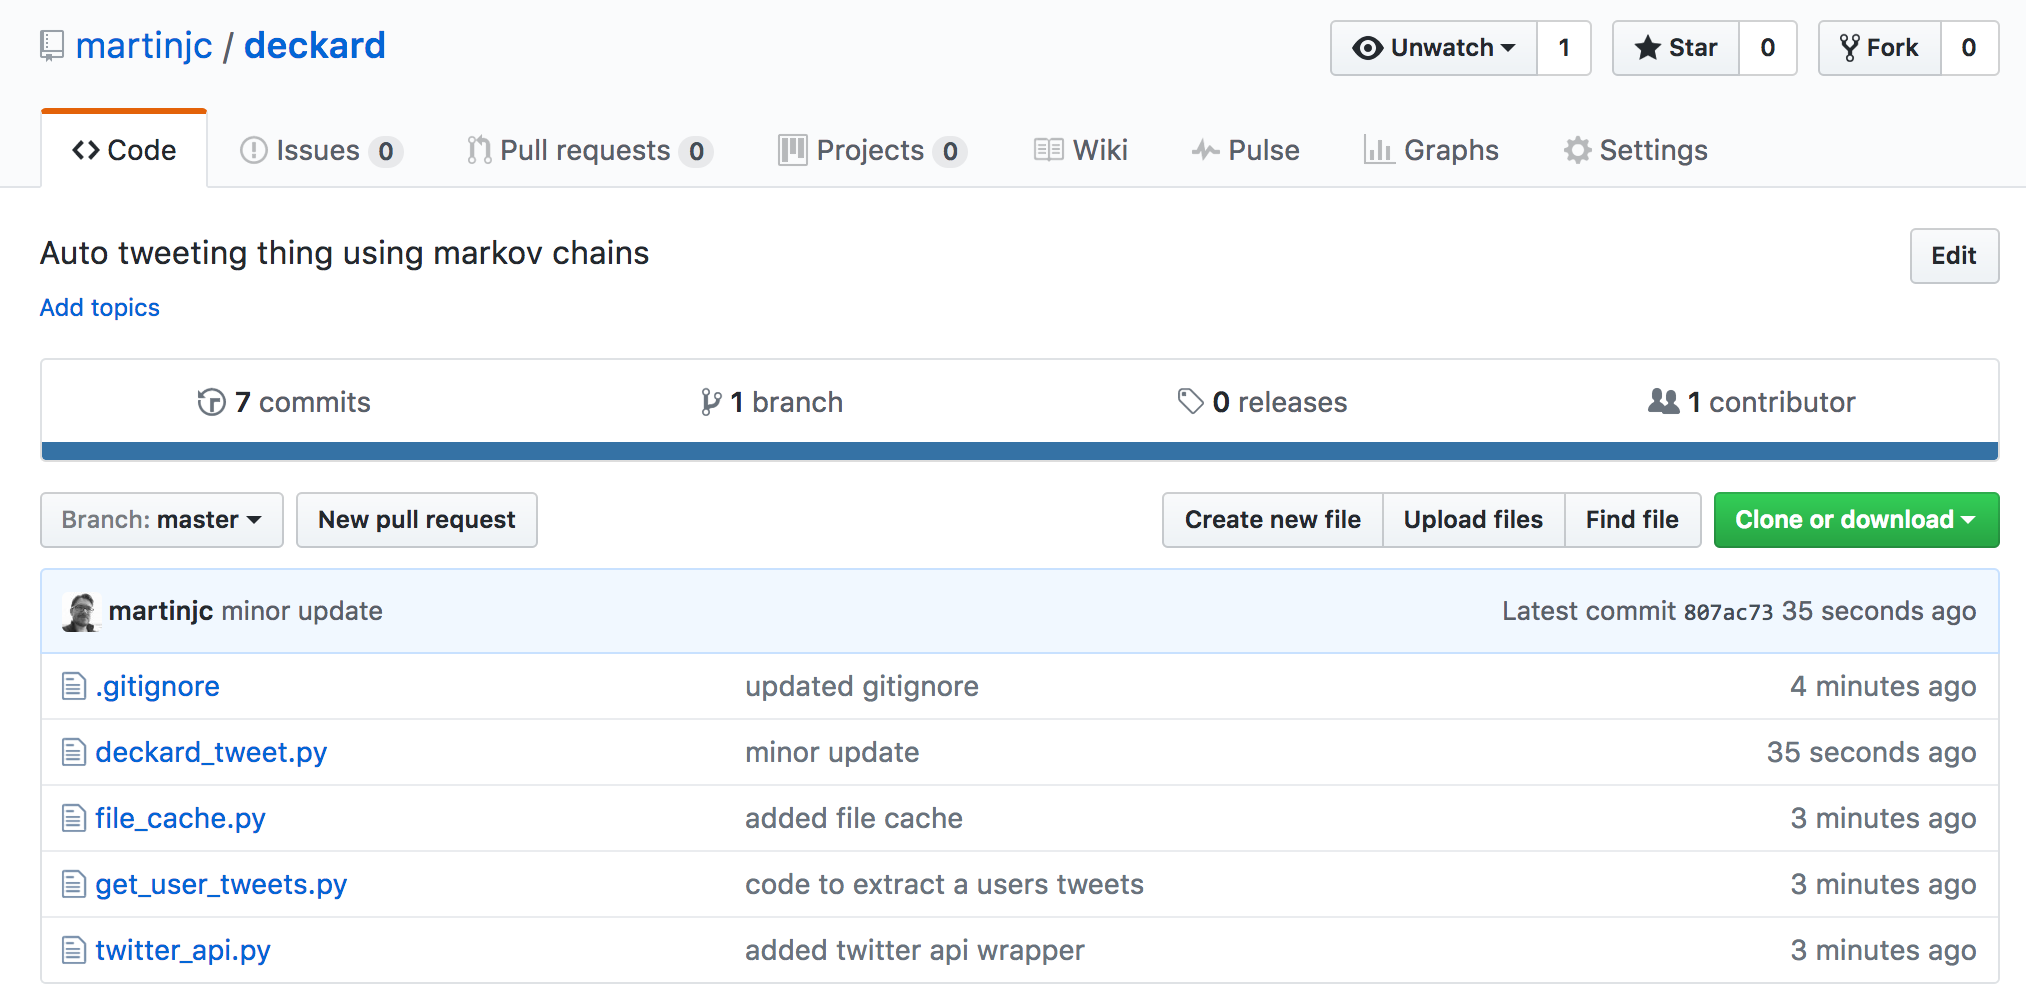 martinjc / deckard Unwatch 1 Star 0 Fork 0
Code Issues 0 Pull requests 0 Projects 0 Wiki Pulse Graphs Settings
Auto tweeting thing using markov chains Edit
Add topics
7 commits 1 branch 0 releases 1 contributor
Branch: master New pull request Create new file Upload files Find file Clone or download
martinjc minor update Latest commit 807ac73 35 seconds ago
.gitignore updated gitignore 4 minutes ago
deckard_tweet.py minor update 35 seconds ago
file_cache.py added file cache 3 minutes ago
get_user_tweets.py code to extract a users tweets 3 minutes ago
twitter_api.py added twitter api wrapper 3 minutes ago